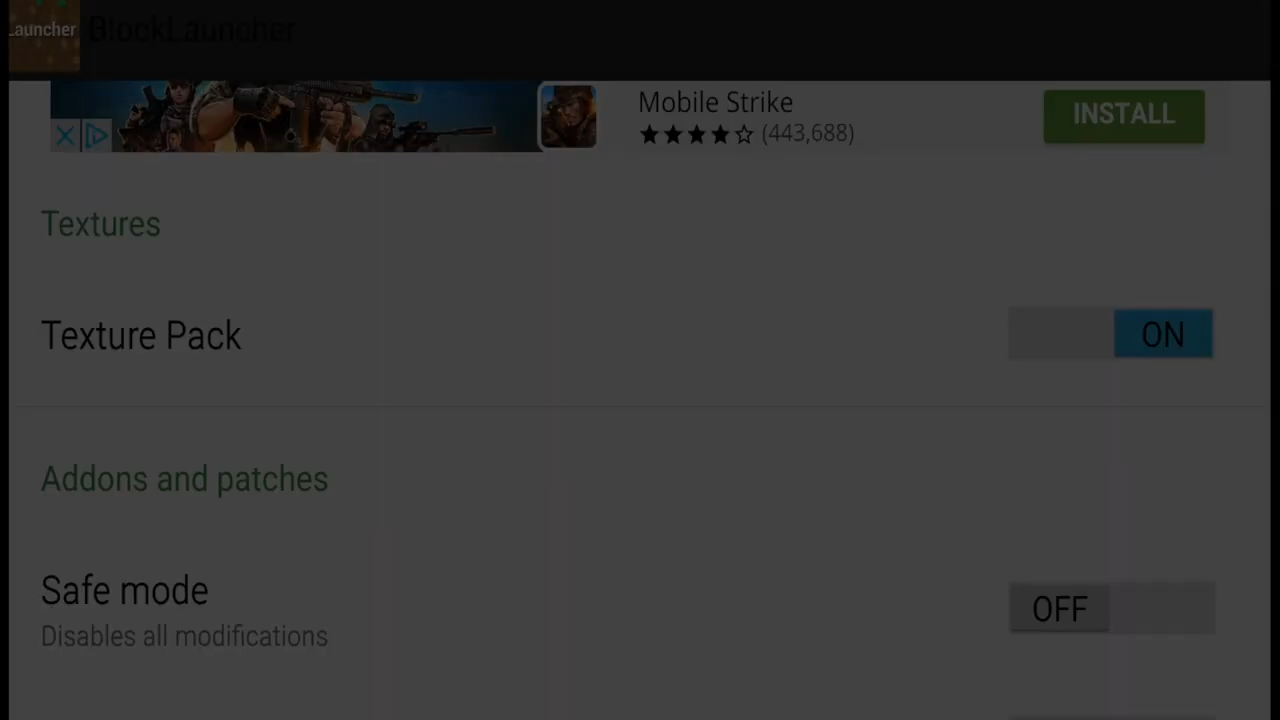 Launcher BlockLauncher
Mobile Strike
(443,688)
INSTALL
Textures
Texture Pack
ON
Addons and patches
Safe mode
OFF
Disables all modifications